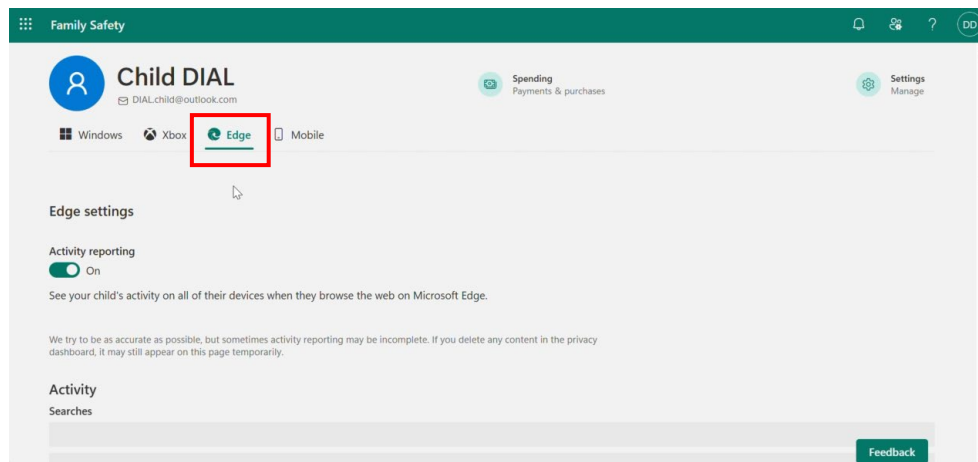 Family Safety
?
DD
Child DIAL
DIAL.child@outlook.com
Spending
Payments & purchases
Settings
Manage
Windows
Xbox
Edge
Mobile
Edge settings
Activity reporting
On
See your child's activity on all of their devices when they browse the web on Microsoft Edge.
We try to be as accurate as possible, but sometimes activity reporting may be incomplete. If you delete any content in the privacy
dashboard, it may still appear on this page temporarily.
Activity
Searches
Feedback